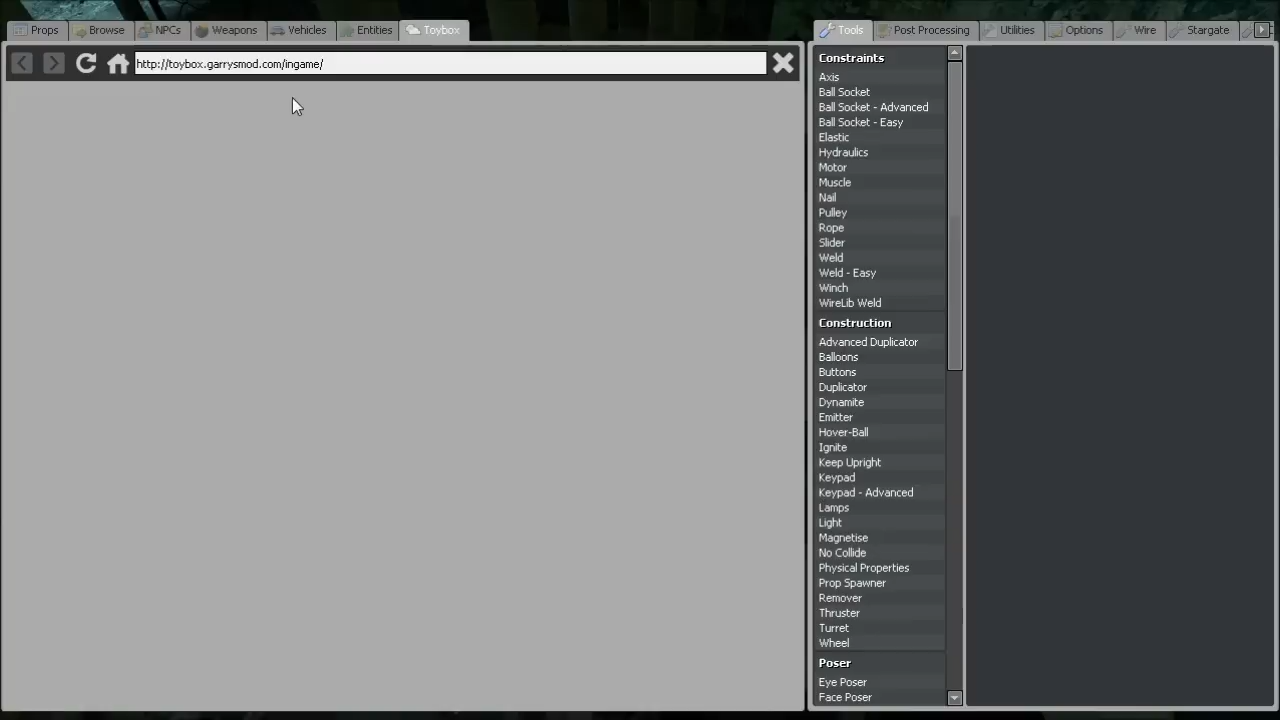 Props Browse NPCs Weapons Vehicles Entities Toybox
http://toybox.garrysmod.com/ingame/
Tools Post Processing Utilities Options Wire Stargate
Constraints
Axis
Ball Socket
Ball Socket - Advanced
Ball Socket - Easy
Elastic
Hydraulics
Motor
Muscle
Nail
Pulley
Rope
Slider
Weld
Weld - Easy
Winch
WireLib Weld
Construction
Advanced Duplicator
Balloons
Buttons
Duplicator
Dynamite
Emitter
Hover-Ball
Ignite
Keep Upright
Keypad
Keypad - Advanced
Lamps
Light
Magnetise
No Collide
Physical Properties
Prop Spawner
Remover
Thruster
Turret
Wheel
Poser
Eye Poser
Face Poser